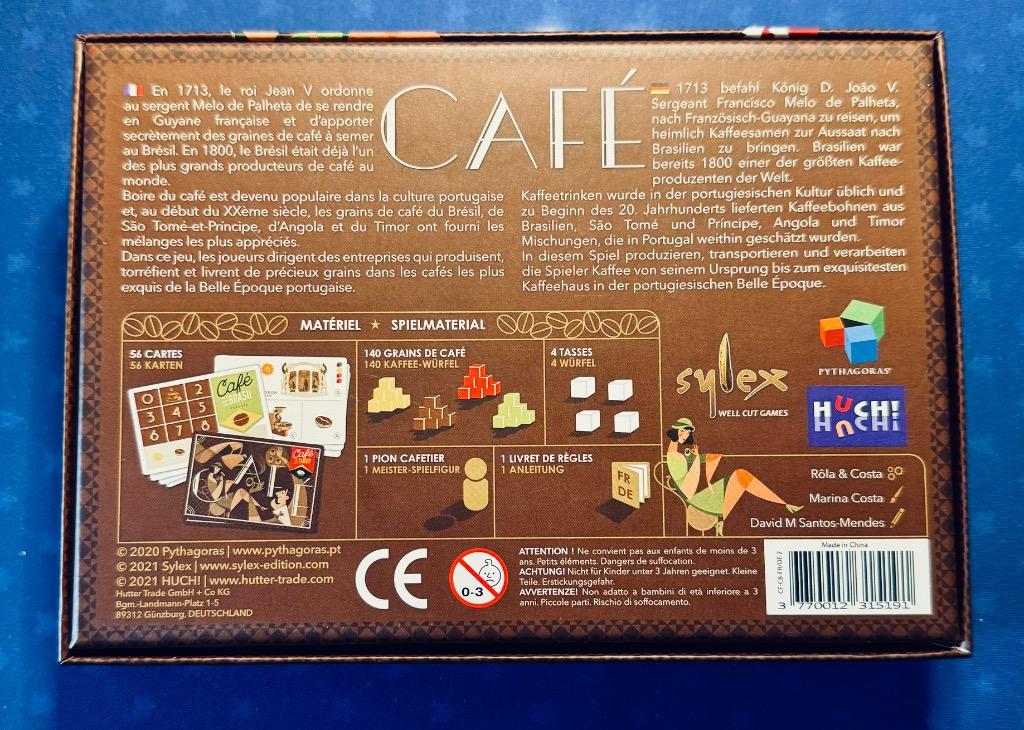 En 1713, le roi Jean V ordonne
au sergent Melo de Palheta de se rendre
en Guyane française et d'apporter
secrètement des graines de café à semer
au Brésil. En 1800, le Brésil était déjà l'un
des plus grands producteurs de café au
monde.
Boire du café est devenu populaire dans la culture portugaise
et, au début du XXème siècle, les grains de café du Brésil, de
São Tomé-et-Principe, d'Angola et du Timor ont fourni les
mélanges les plus appréciés.
Dans ce jeu, les joueurs dirigent des entreprises qui produisent,
torréfient et livrent de précieux grains dans les cafés les plus
exquis de la Belle Époque portugaise.
CAFÉ
1713 befahl König D. João V.
Sergeant Francisco Melo de Palheta,
nach Französisch-Guayana zu reisen, um
heimlich Kaffeesamen zur Aussaat nach
Brasilien zu bringen. Brasilien war
bereits 1800 einer der größten Kaffee-
produzenten der Welt.
Kaffeetrinken wurde in der portugiesischen Kultur üblich und
zu Beginn des 20. Jahrhunderts lieferten Kaffeebohnen aus
Brasilien, São Tomé und Príncipe, Angola und Timor
Mischungen, die in Portugal weithin geschätzt wurden.
In diesem Spiel produzieren, transportieren und verarbeiten
die Spieler Kaffee von seinem Ursprung bis zum exquisitesten
Kaffeehaus in der portugiesischen Belle Époque.
MATÉRIEL ★ SPIELMATERIAL
56 CARTES
56 KARTEN
0 2
3 4 5
6 7 8
Café
BRASIL
140 GRAINS DE CAFÉ
140 KAFFEE-WÜRFEL
4 TASSES
4 WÜRFEL
1 PION CAFETIER
1 MEISTER-SPIELFIGUR
1 LIVRET DE RÈGLES
1 ANLEITUNG
FR
DE
sylex
WELL CUT GAMES
PYTHAGORAS
HUCH!
HUCH!
Rôla & Costa
Marina Costa
David M Santos-Mendes
© 2020 Pythagoras | www.pythagoras.pt
© 2021 Sylex | www.sylex-edition.com
© 2021 HUCH! | www.hutter-trade.com
Hutter Trade GmbH + Co KG
Bgm.-Landmann-Platz 1-5
89312 Günzburg, DEUTSCHLAND
CE
0-3
ATTENTION ! Ne convient pas aux enfants de moins de 3
ans. Petits éléments. Dangers de suffocation.
ACHTUNG! Nicht für Kinder unter 3 Jahren geeignet. Kleine
Teile. Erstickungsgefahr.
AVVERTENZE! Non adatto a bambini di età inferiore a 3
anni. Piccole parti. Rischio di soffocamento.
Made in China
CF-CB-FR/DE 2
3 770012 315191